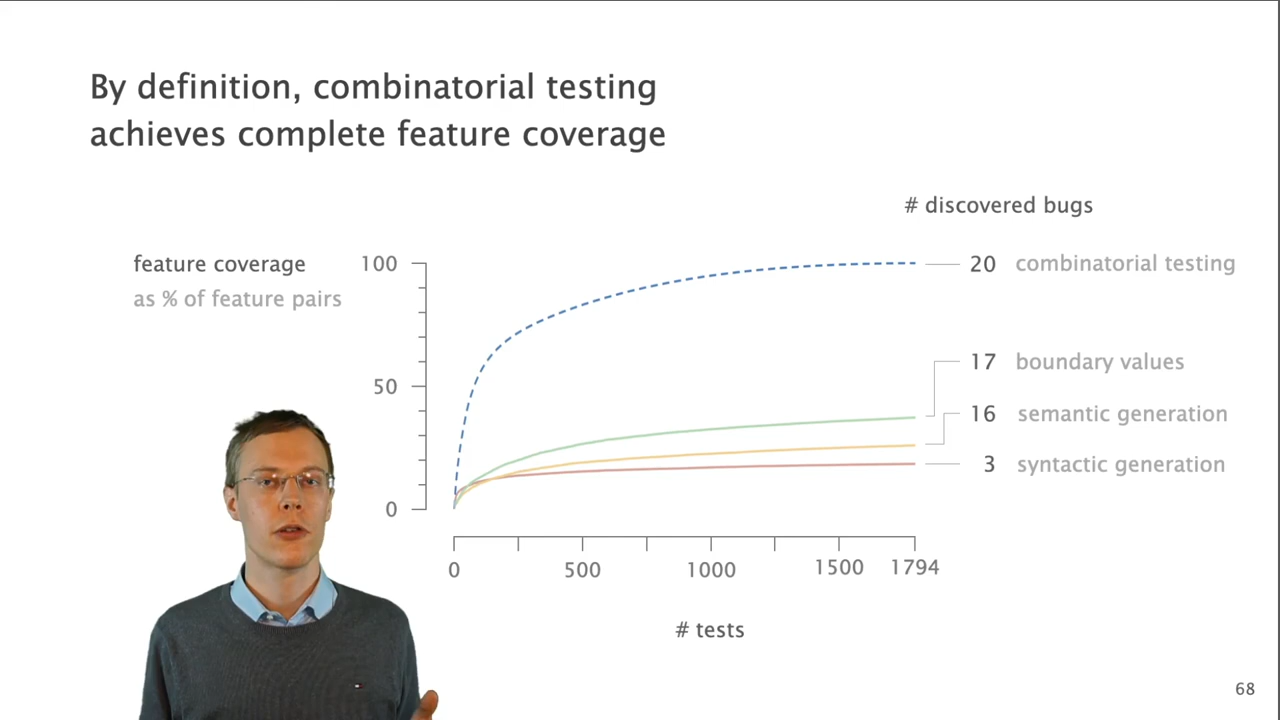 By definition, combinatorial testing
achieves complete feature coverage
# discovered bugs
feature coverage
as % of feature pairs
100
50
0
20 combinatorial testing
17 boundary values
16 semantic generation
3 syntactic generation
0 500 1000 1500 1794
# tests
68